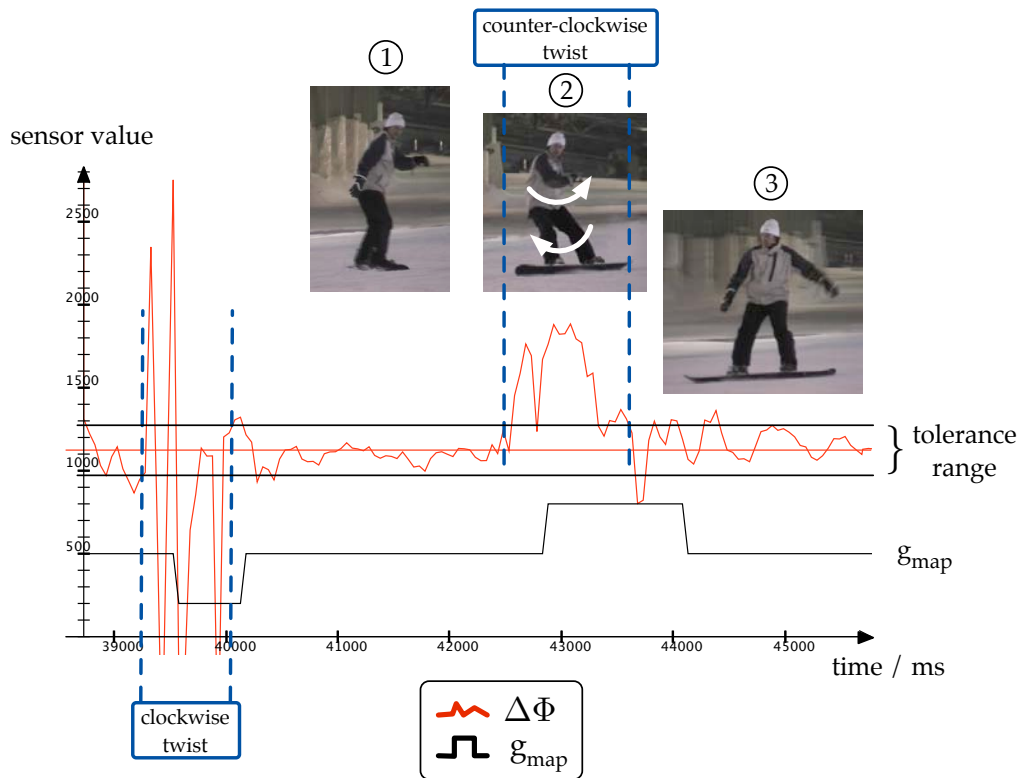 counter-clockwise
twist
①
②
③
sensor value
2500
2000
1500
1000
500
tolerance
range
g_map
39000
40000
41000
42000
43000
44000
45000
time / ms
clockwise
twist
ΔΦ
g_map